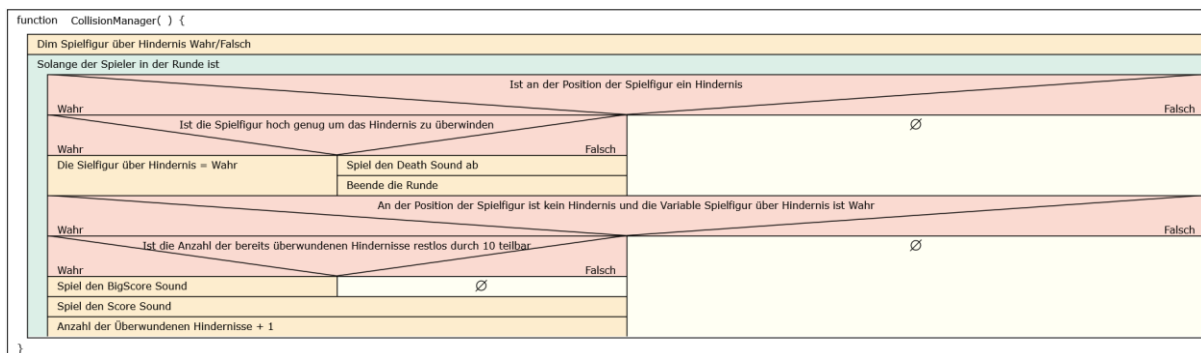 function CollisionManager( ) {
Dim Spielfigur über Hindernis Wahr/Falsch
Solange der Spieler in der Runde ist
Ist an der Position der Spielfigur ein Hindernis
Wahr
Falsch
Ist die Spielfigur hoch genug um das Hindernis zu überwinden
∅
Wahr
Falsch
Die Sielfigur über Hindernis = Wahr
Spiel den Death Sound ab
Beende die Runde
An der Position der Spielfigur ist kein Hindernis und die Variable Spielfigur über Hindernis ist Wahr
Wahr
Falsch
Ist die Anzahl der bereits überwundenen Hindernisse restlos durch 10 teilbar
∅
Wahr
Falsch
Spiel den BigScore Sound
∅
Spiel den Score Sound
Anzahl der Überwundenen Hindernisse + 1
}